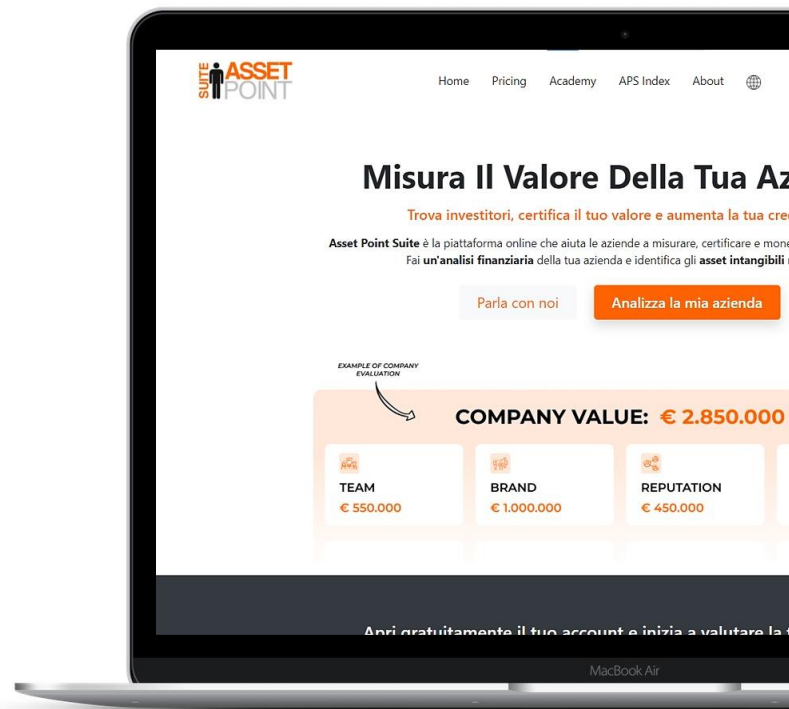 SUITE ASSET
POINT
Home Pricing Academy APS Index About
Misura Il Valore Della Tua Az
Trova investitori, certifica il tuo valore e aumenta la tua cre
Asset Point Suite è la piattaforma online che aiuta le aziende a misurare, certificare e mone
Fai un'analisi finanziaria della tua azienda e identifica gli asset intangibili
Parla con noi Analizza la mia azienda
EXAMPLE OF COMPANY
EVALUATION
COMPANY VALUE: € 2.850.000
TEAM BRAND REPUTATION
€ 550.000 € 1.000.000 € 450.000
Apri gratuitamente il tuo account e inizia a valutare la
MacBook Air